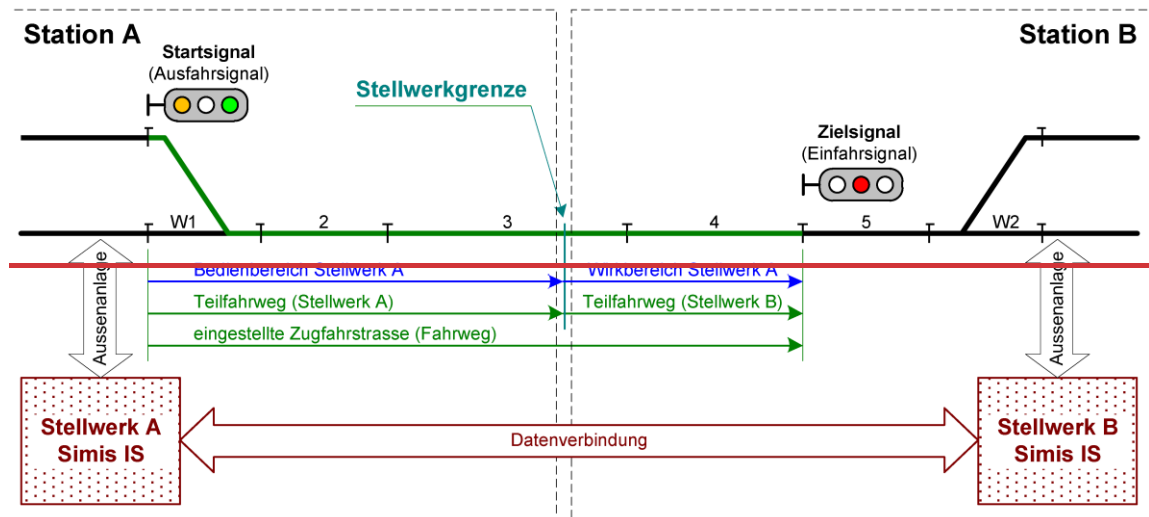 Station A
Station B
Startsignal
(Ausfahrsignal)
Stellwerkgrenze
Zielsignal
(Einfahrsignal)
W1
2
3
4
5
W2
Bedienbereich Stellwerk A
Wirkbereich Stellwerk A
Teilfahrweg (Stellwerk A)
Teilfahrweg (Stellwerk B)
eingestellte Zugfahrstrasse (Fahrweg)
Aussenanlage
Aussenanlage
Stellwerk A
Simis IS
Datenverbindung
Stellwerk B
Simis IS